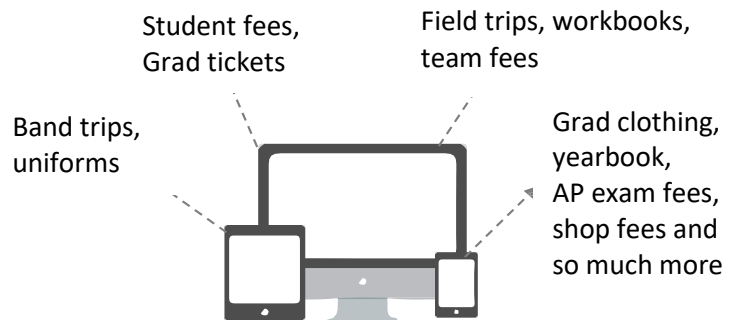 Student fees,
Grad tickets
Field trips, workbooks,
team fees
Band trips,
uniforms
Grad clothing,
yearbook,
AP exam fees,
shop fees and
so much more